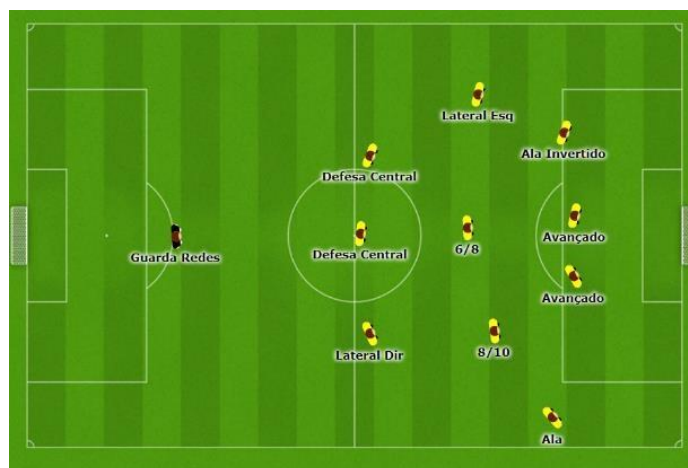 Lateral Esq
Ala Invertido
Defesa Central
Avançado
Defesa Central
6/8
Guarda Redes
Avançado
Lateral Dir
8/10
Ala